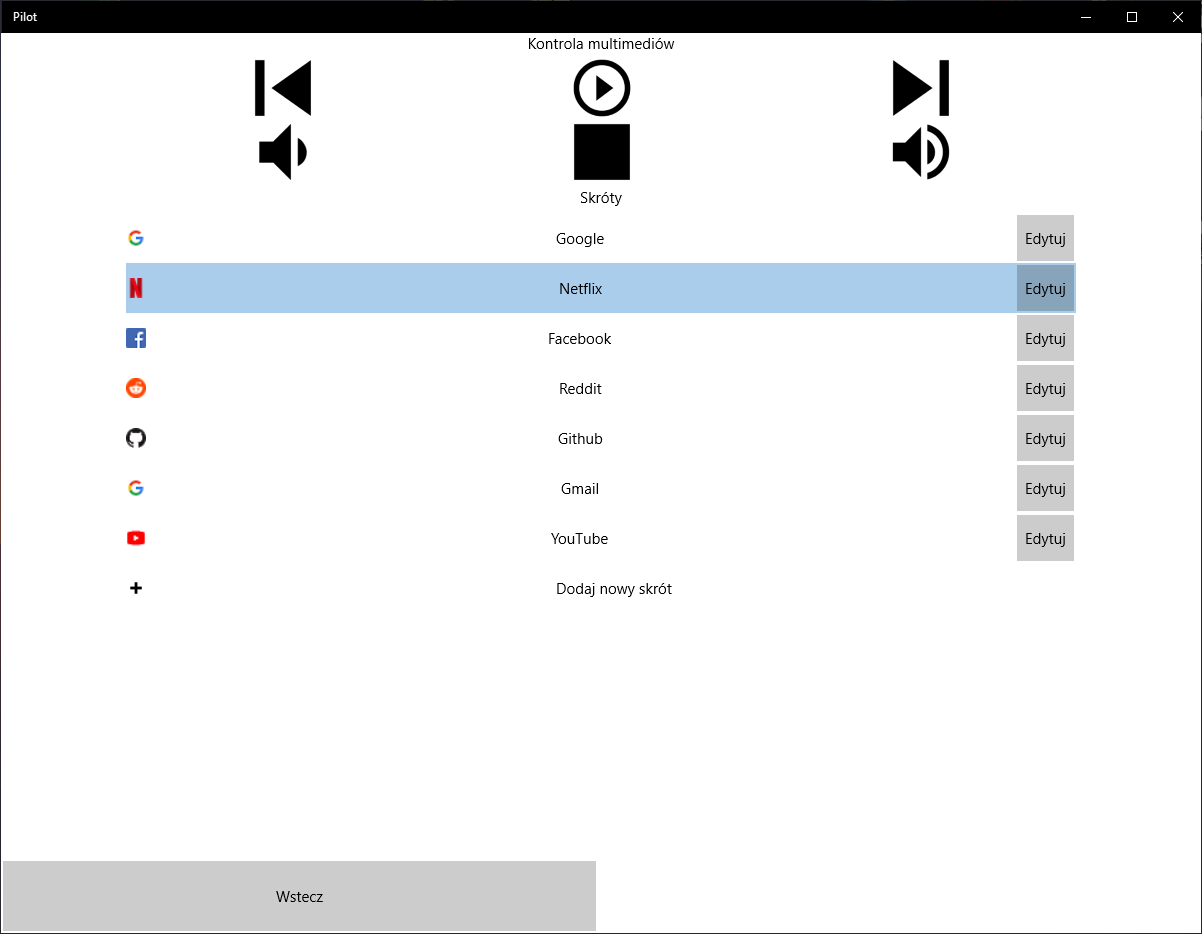 Pilot
Kontrola multimediów
Skróty
Google Edytuj
Netflix Edytuj
Facebook Edytuj
Reddit Edytuj
Github Edytuj
Gmail Edytuj
YouTube Edytuj
Dodaj nowy skrót
Wstecz